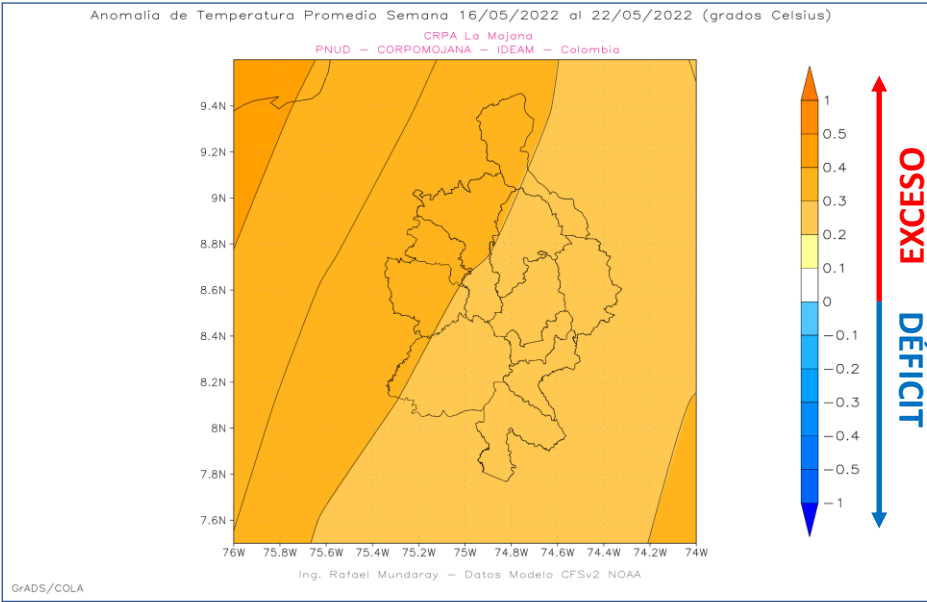 Anomalia de Temperatura Promedio Semana 16/05/2022 al 22/05/2022 (grados Celsius)
CRPA La Mojana
PNUD – CORPOMOJANA – IDEAM – Colombia
9.4N
9.2N
9N
8.8N
8.6N
8.4N
8.2N
8N
7.8N
7.6N
76W 75.8W 75.6W 75.4W 75.2W 75W 74.8W 74.6W 74.4W 74.2W 74W
1
0.5
0.4
0.3
0.2
0.1
0
−0.1
−0.2
−0.3
−0.4
−0.5
−1
EXCESO
DÉFICIT
Ing. Rafael Mundaray – Datos Modelo CFSv2 NOAA
GrADS/COLA